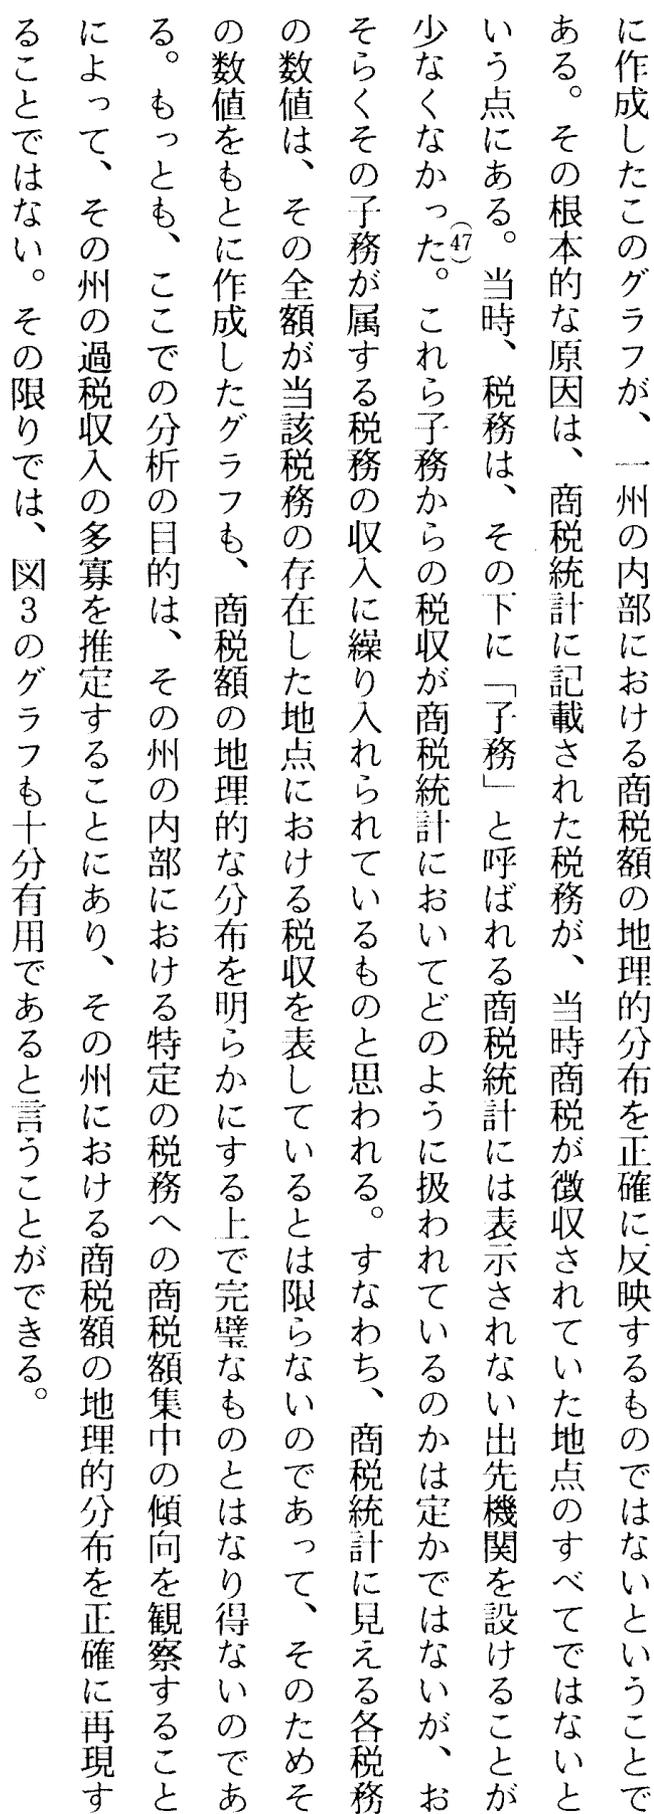 に作成したこのグラフが、一州の内部における商税額の地理的分布を正確に反映するものではないということで
ある。その根本的な原因は、商税統計に記載された税務が、当時商税が徴収されていた地点のすべてではないと
いう点にある。当時、税務は、その下に「子務」と呼ばれる商税統計には表示されない出先機関を設けることが
少なくなかった。(47)これら子務からの税収が商税統計においてどのように扱われているのかは定かではないが、お
そらくその子務が属する税務の収入に繰り入れられているものと思われる。すなわち、商税統計に見える各税務
の数値は、その全額が当該税務の存在した地点における税収を表しているとは限らないのであって、そのためそ
の数値をもとに作成したグラフも、商税額の地理的な分布を明らかにする上で完璧なものとはなり得ないのであ
る。もっとも、ここでの分析の目的は、その州の内部における特定の税務への商税額集中の傾向を観察すること
によって、その州の過税収入の多寡を推定することにあり、その州における商税額の地理的分布を正確に再現す
ることではない。その限りでは、図3のグラフも十分有用であると言うことができる。